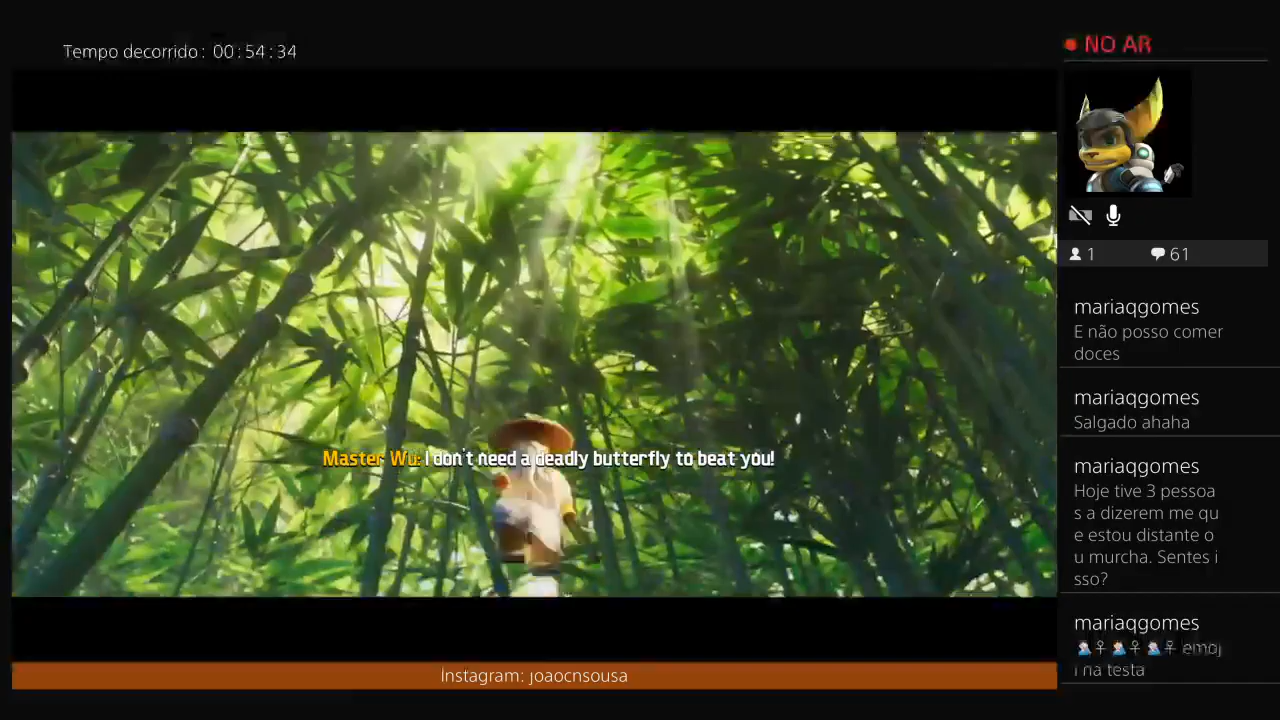 Tempo decorrido: 00:54:34
NO AR
1
61
mariaqgomes
E não posso comer
doces
mariaqgomes
Salgado ahaha
mariaqgomes
Hoje tive 3 pessoa
s a dizerem me qu
e estou distante o
u murcha. Sentes i
sso?
mariaqgomes
emoj
i na testa
Master Wu: I don't need a deadly butterfly to beat you!
Instagram: joaocnsousa